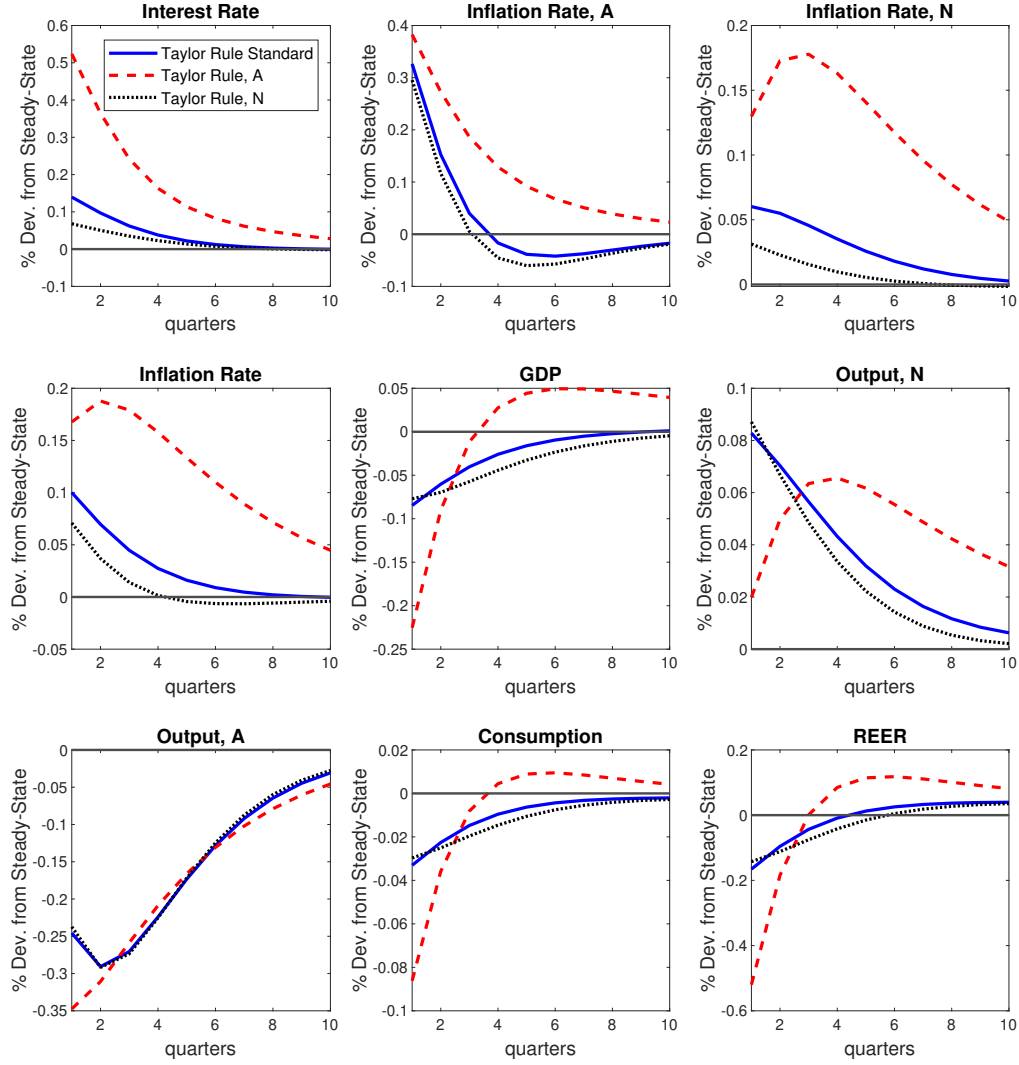 Interest Rate
% Dev. from Steady-State
0.6
0.5
0.4
0.3
0.2
0.1
0
-0.1
Taylor Rule Standard
Taylor Rule, A
Taylor Rule, N
2 4 6 8 10
quarters
Inflation Rate, A
% Dev. from Steady-State
0.4
0.3
0.2
0.1
0
-0.1
2 4 6 8 10
quarters
Inflation Rate, N
% Dev. from Steady-State
0.2
0.15
0.1
0.05
0
2 4 6 8 10
quarters
Inflation Rate
% Dev. from Steady-State
0.2
0.15
0.1
0.05
0
-0.05
2 4 6 8 10
quarters
GDP
% Dev. from Steady-State
0.05
0
-0.05
-0.1
-0.15
-0.2
-0.25
2 4 6 8 10
quarters
Output, N
% Dev. from Steady-State
0.1
0.08
0.06
0.04
0.02
0
2 4 6 8 10
quarters
Output, A
% Dev. from Steady-State
0
-0.05
-0.1
-0.15
-0.2
-0.25
-0.3
-0.35
2 4 6 8 10
quarters
Consumption
% Dev. from Steady-State
0.02
0
-0.02
-0.04
-0.06
-0.08
-0.1
2 4 6 8 10
quarters
REER
% Dev. from Steady-State
0.2
0
-0.2
-0.4
-0.6
2 4 6 8 10
quarters